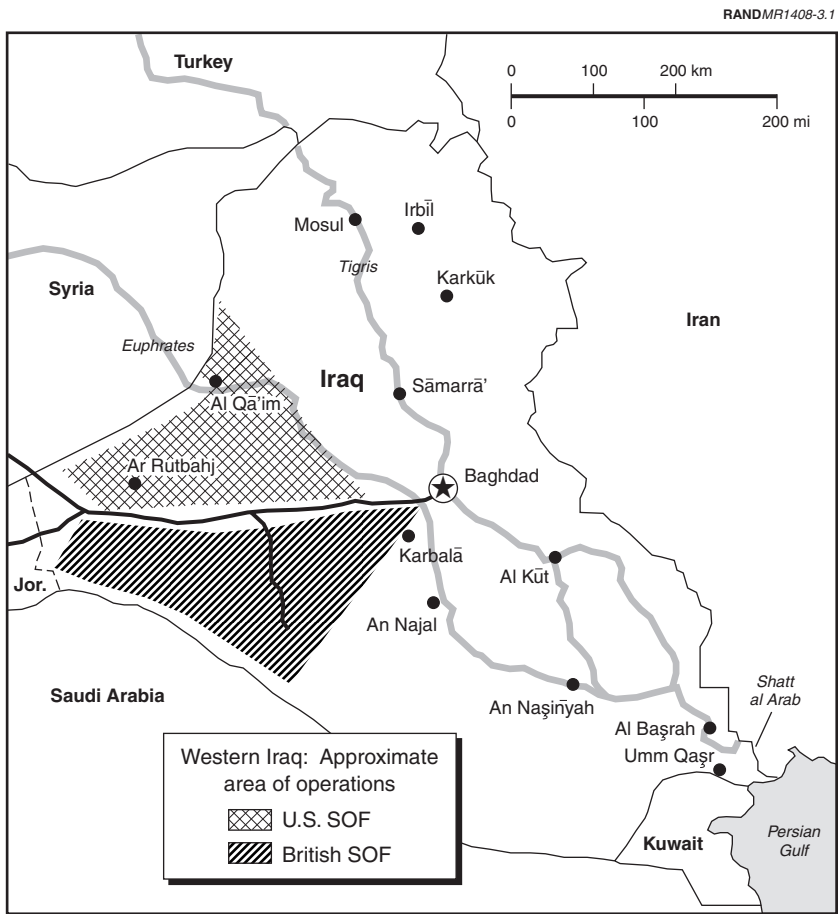 RANDMR1408-3.1
Turkey
0 100 200 km
0 100 200 mi
Irbīl
Mosul
Tigris
Karkūk
Syria
Iran
Euphrates
Iraq
Sāmarrā’
Al Qā’im
Ar Rutbahj
Baghdad
Karbalā
Al Kūt
Jor.
An Najal
Shatt
al Arab
Saudi Arabia
An Naşirīyah
Al Başrah
Umm Qaşr
Western Iraq: Approximate
area of operations
U.S. SOF
British SOF
Kuwait
Persian
Gulf